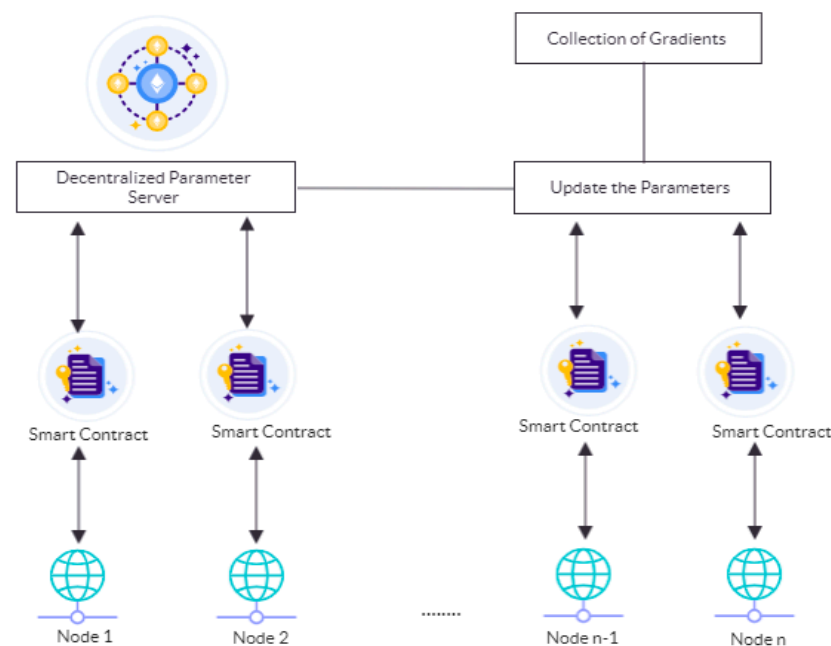 Collection of Gradients
Decentralized Parameter
Server
Update the Parameters
Smart Contract
Smart Contract
Smart Contract
Smart Contract
Node 1
Node 2
........
Node n-1
Node n